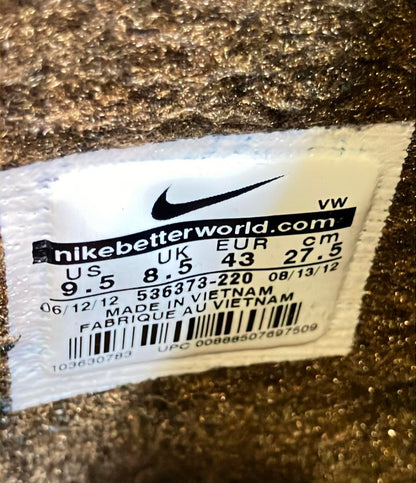 VW
nikebetterworld.com
US UK EUR cm
9.5 8.5 43 27.5
06/12/12 536373-220 08/13/12
MADE IN VIETNAM
FABRIQUE AU VIETNAM
103630783 UPC 00888507697509